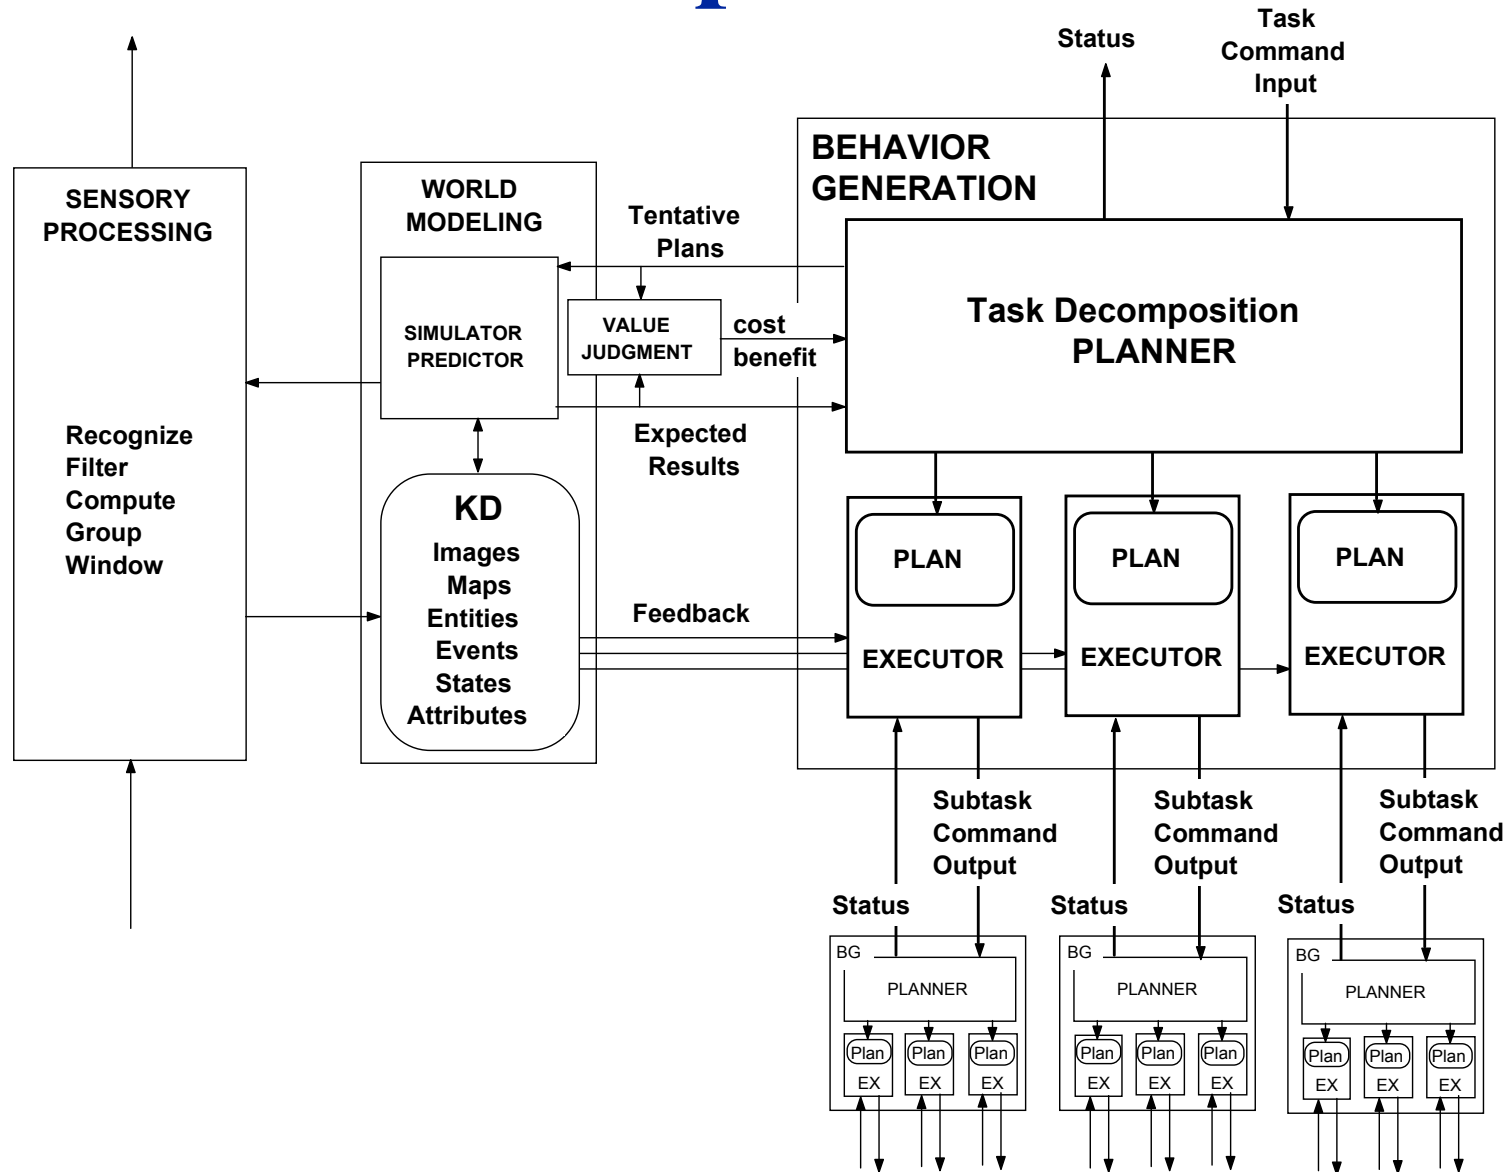 Status
Task
Command
Input
SENSORY
PROCESSING
Recognize
Filter
Compute
Group
Window
WORLD
MODELING
SIMULATOR
PREDICTOR
KD
Images
Maps
Entities
Events
States
Attributes
Tentative
Plans
VALUE
JUDGMENT
cost
benefit
Expected
Results
Feedback
BEHAVIOR
GENERATION
Task Decomposition
PLANNER
PLAN
EXECUTOR
PLAN
EXECUTOR
PLAN
EXECUTOR
Subtask
Command
Output
Status
Subtask
Command
Output
Status
Subtask
Command
Output
Status
BG
PLANNER
Plan
EX
Plan
EX
Plan
EX
BG
PLANNER
Plan
EX
Plan
EX
Plan
EX
BG
PLANNER
Plan
EX
Plan
EX
Plan
EX